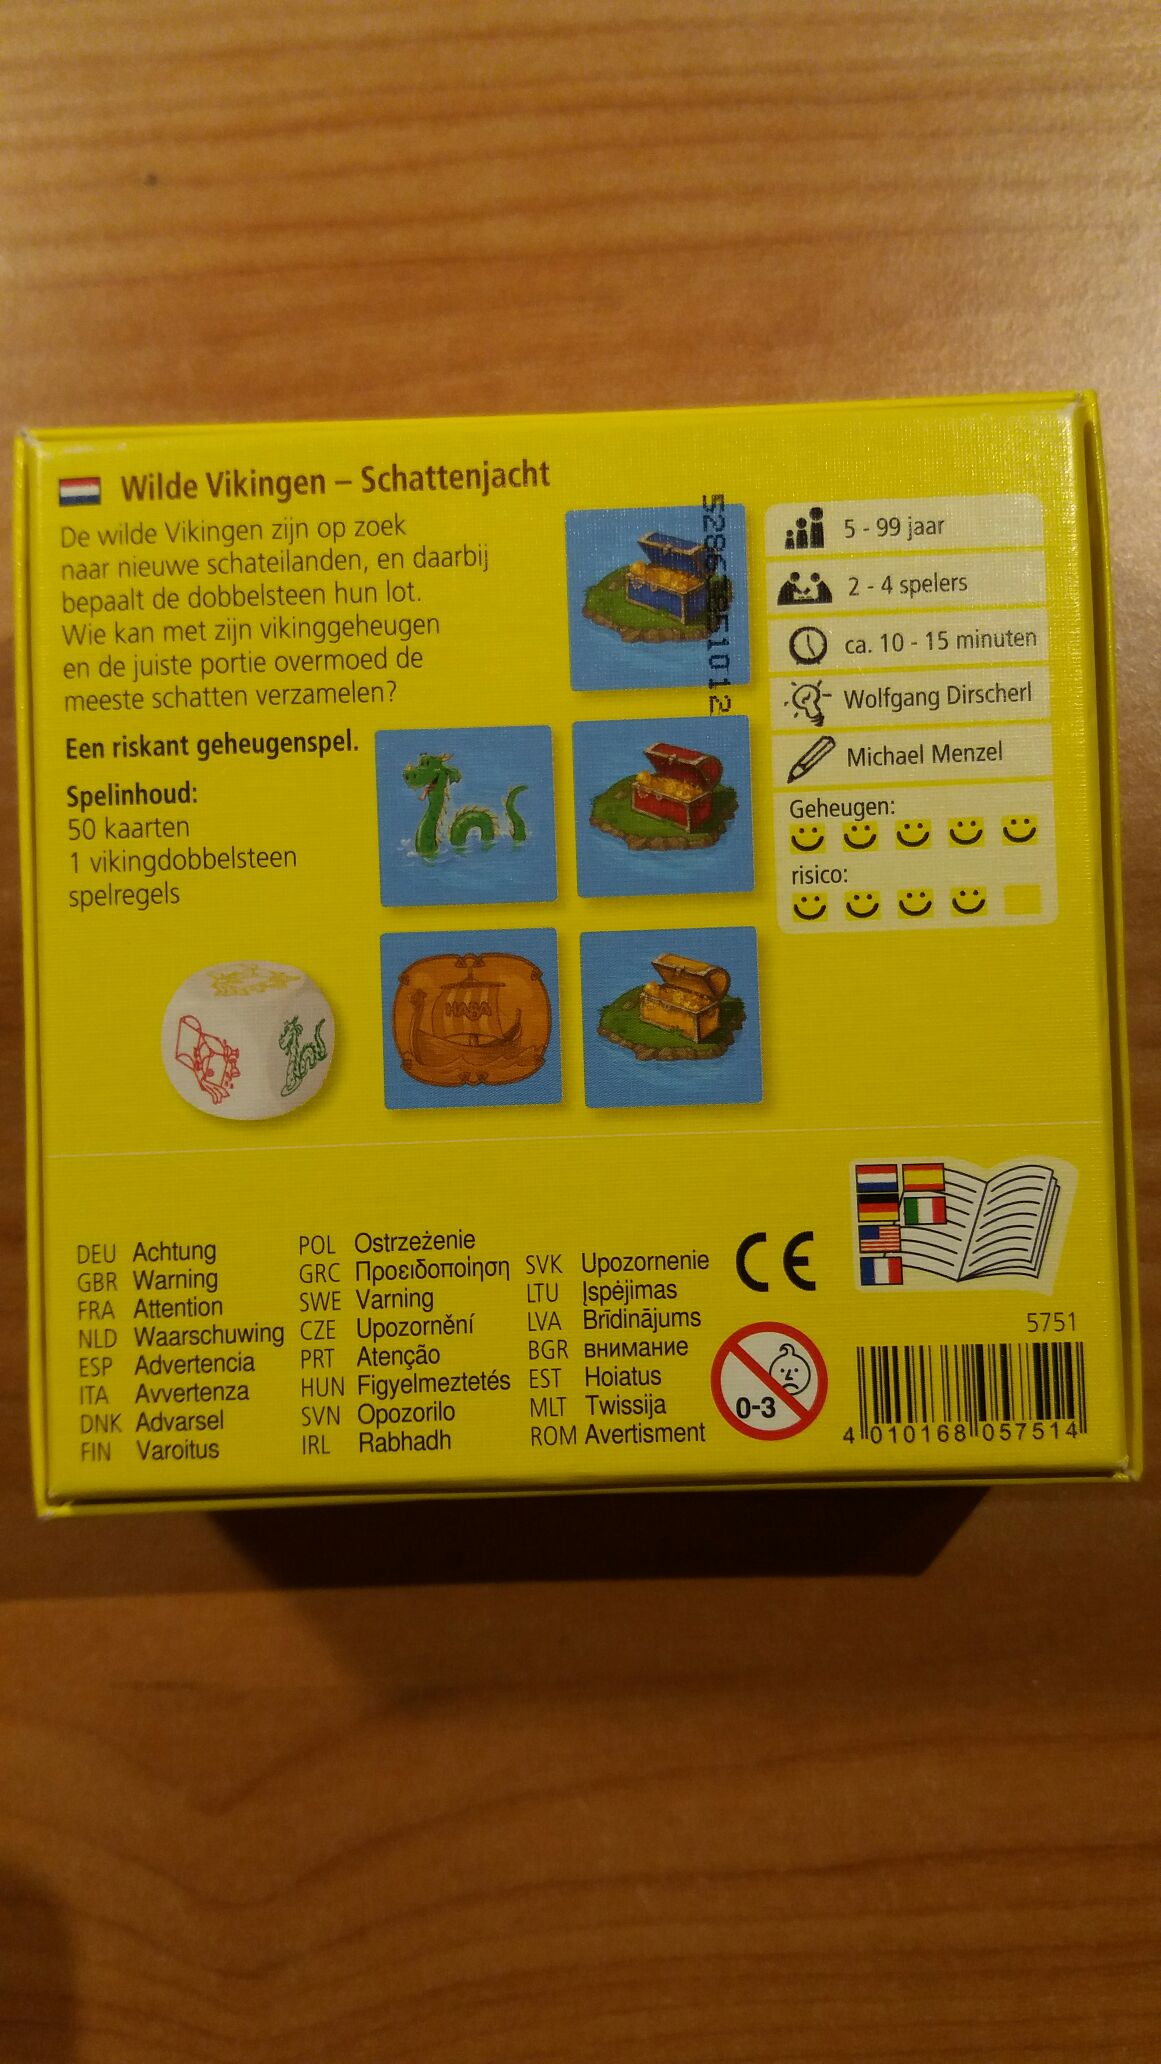 Wilde Vikingen – Schattenjacht
De wilde Vikingen zijn op zoek
naar nieuwe schateilanden, en daarbij
bepaalt de dobbelsteen hun lot.
Wie kan met zijn vikinggeheugen
en de juiste portie overmoed de
meeste schatten verzamelen?
Een riskant geheugenspel.
Spelinhoud:
50 kaarten
1 vikingdobbelsteen
spelregels
HABA
5 - 99 jaar
2 - 4 spelers
ca. 10 - 15 minuten
Wolfgang Dirscherl
Michael Menzel
Geheugen:
risico:
DEU Achtung
GBR Warning
FRA Attention
NLD Waarschuwing
ESP Advertencia
ITA Avvertenza
DNK Advarsel
FIN Varoitus
POL Ostrzeżenie
GRC Προειδοποίηση
SWE Varning
CZE Upozornění
PRT Atenção
HUN Figyelmeztetés
SVN Opozorilo
IRL Rabhadh
SVK Upozornenie
LTU Įspėjimas
LVA Brīdinājums
BGR внимание
EST Hoiatus
MLT Twissija
ROM Avertisment
CE
0-3
5751
4 010168 057514